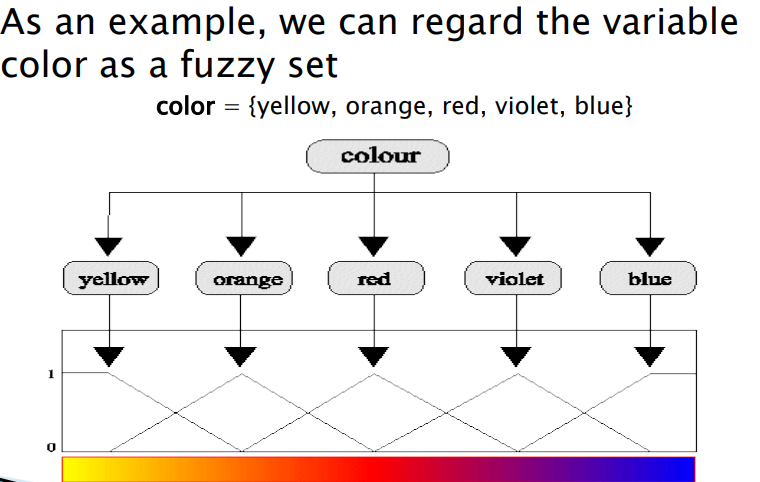 As an example, we can regard the variable
color as a fuzzy set
color = {yellow, orange, red, violet, blue}
colour
yellow orange red violet blue
1
0